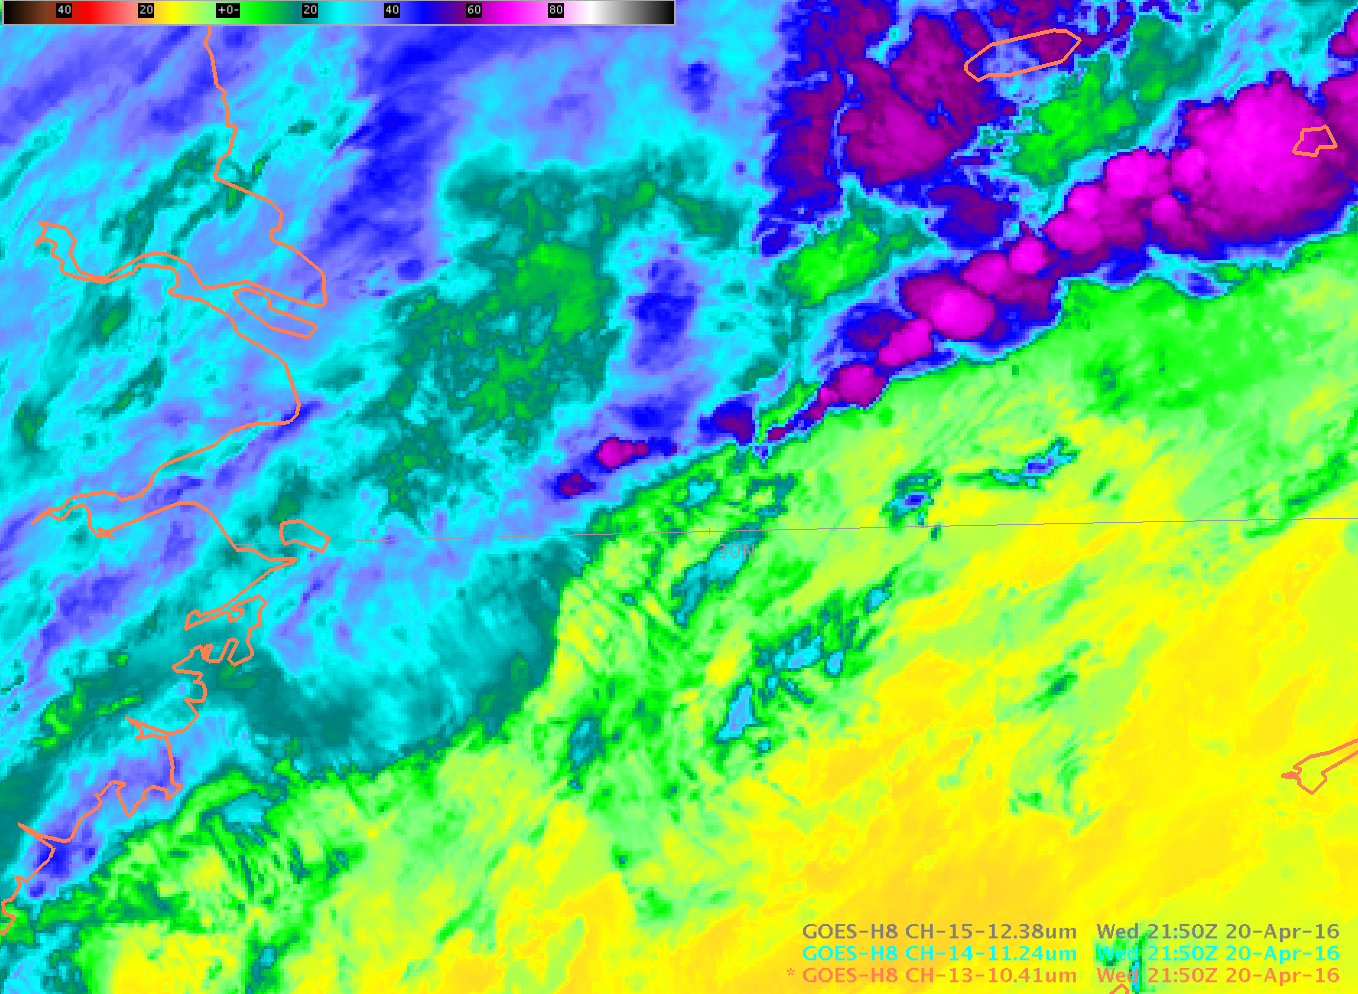 40 20 +0- 20 40 60 80
30N
GOES-H8 CH-15-12.38um Wed 21:50Z 20-Apr-16
GOES-H8 CH-14-11.24um Wed 21:50Z 20-Apr-16
* GOES-H8 CH-13-10.41um Wed 21:50Z 20-Apr-16